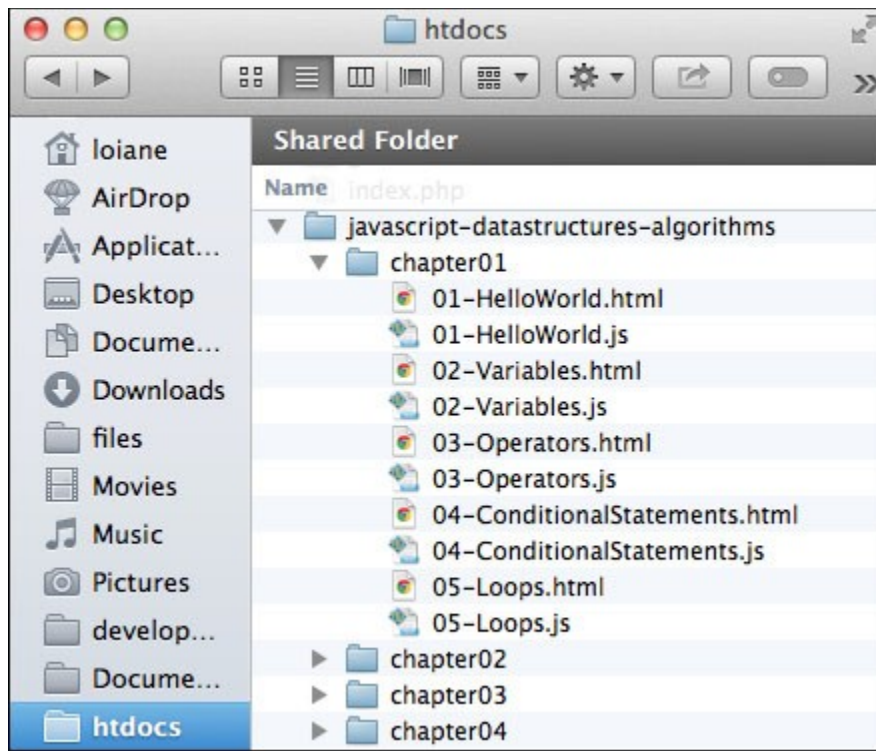 htdocs
loiane
AirDrop
Applicat...
Desktop
Docume...
Downloads
files
Movies
Music
Pictures
develop...
Docume...
htdocs
Shared Folder
Name
index.php
javascript-datastructures-algorithms
chapter01
01-HelloWorld.html
01-HelloWorld.js
02-Variables.html
02-Variables.js
03-Operators.html
03-Operators.js
04-ConditionalStatements.html
04-ConditionalStatements.js
05-Loops.html
05-Loops.js
chapter02
chapter03
chapter04